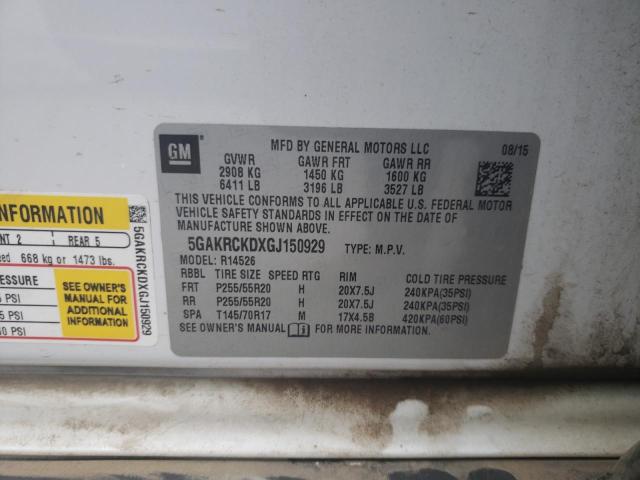 GM
MFD BY GENERAL MOTORS LLC
08/15
GVWR GAWR FRT GAWR RR
2908 KG 1450 KG 1600 KG
6411 LB 3196 LB 3527 LB
THIS VEHICLE CONFORMS TO ALL APPLICABLE U.S. FEDERAL MOTOR
VEHICLE SAFETY STANDARDS IN EFFECT ON THE DATE OF
MANUFACTURE SHOWN ABOVE.
5GAKRCKDXGJ150929 TYPE: M.P.V.
MODEL: R14526
RBBL TIRE SIZE SPEED RTG RIM COLD TIRE PRESSURE
FRT P255/55R20 H 20X7.5J 240KPA(35PSI)
RR P255/55R20 H 20X7.5J 240KPA(35PSI)
SPA T145/70R17 M 17X4.5B 420KPA(60PSI)
SEE OWNER'S MANUAL FOR MORE INFORMATION.
INFORMATION
2 REAR 5
668 kg or 1473 lbs.
PRESSURE
PSI
PSI
PSI
SEE OWNER'S
MANUAL FOR
ADDITIONAL
INFORMATION
5GAKRCKDXGJ150929